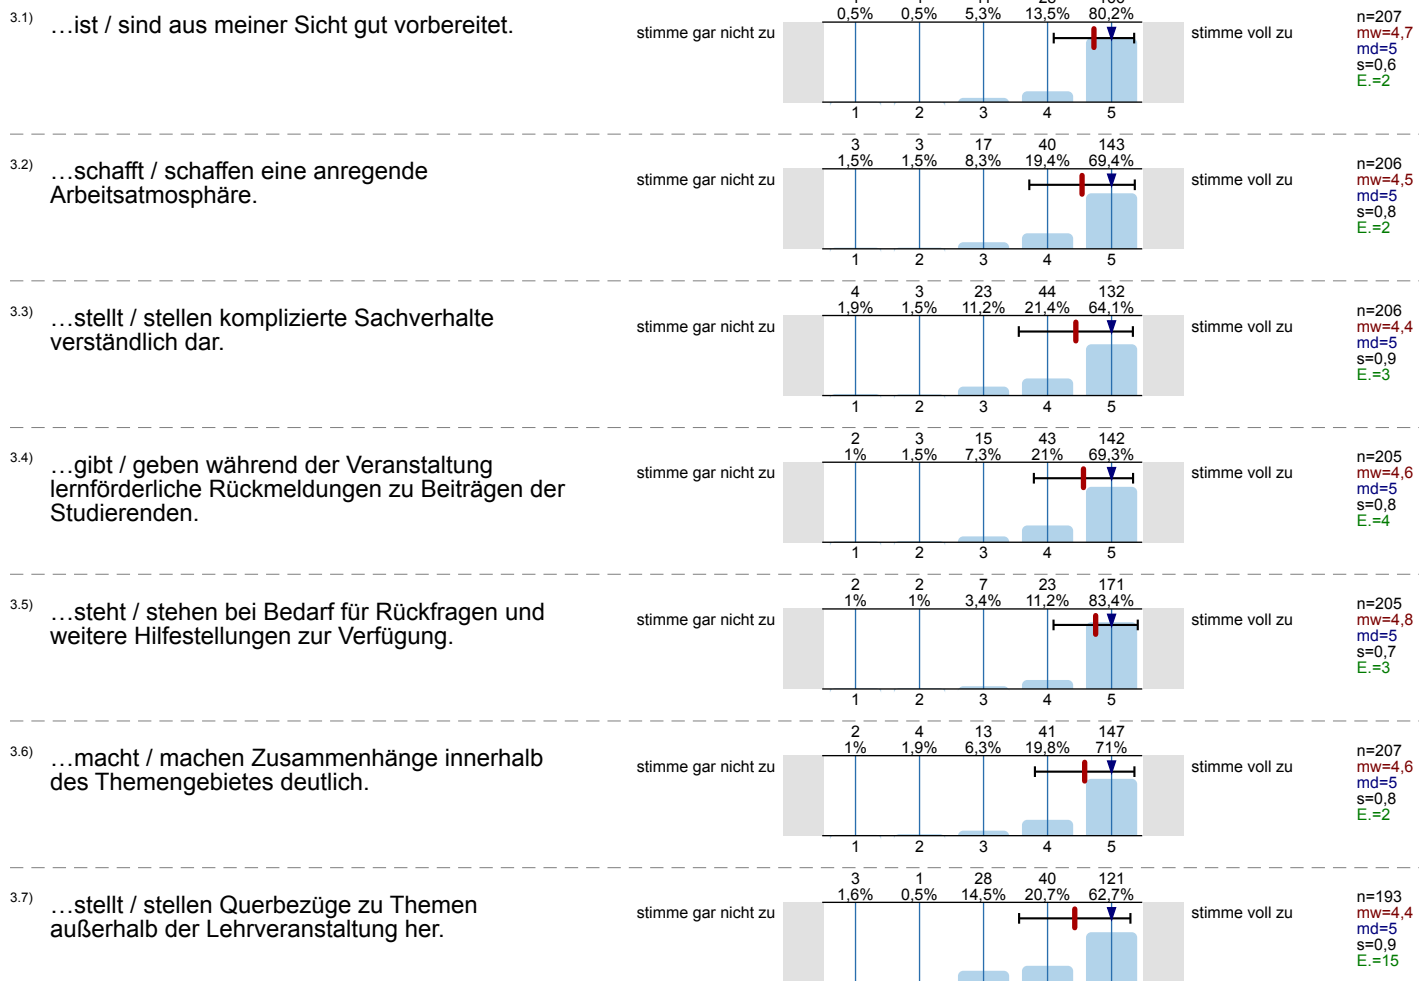 3.1) …ist / sind aus meiner Sicht gut vorbereitet.
stimme gar nicht zu
0,5% 0,5% 5,3% 13,5% 80,2%
1 2 3 4 5
stimme voll zu
n=207
mw=4,7
md=5
s=0,6
E.=2
3.2) …schafft / schaffen eine anregende
Arbeitsatmosphäre.
stimme gar nicht zu
3 3 17 40 143
1,5% 1,5% 8,3% 19,4% 69,4%
1 2 3 4 5
stimme voll zu
n=206
mw=4,5
md=5
s=0,8
E.=2
3.3) …stellt / stellen komplizierte Sachverhalte
verständlich dar.
stimme gar nicht zu
4 3 23 44 132
1,9% 1,5% 11,2% 21,4% 64,1%
1 2 3 4 5
stimme voll zu
n=206
mw=4,4
md=5
s=0,9
E.=3
3.4) …gibt / geben während der Veranstaltung
lernförderliche Rückmeldungen zu Beiträgen der
Studierenden.
stimme gar nicht zu
2 3 15 43 142
1% 1,5% 7,3% 21% 69,3%
1 2 3 4 5
stimme voll zu
n=205
mw=4,6
md=5
s=0,8
E.=4
3.5) …steht / stehen bei Bedarf für Rückfragen und
weitere Hilfestellungen zur Verfügung.
stimme gar nicht zu
2 2 7 23 171
1% 1% 3,4% 11,2% 83,4%
1 2 3 4 5
stimme voll zu
n=205
mw=4,8
md=5
s=0,7
E.=3
3.6) …macht / machen Zusammenhänge innerhalb
des Themengebietes deutlich.
stimme gar nicht zu
2 4 13 41 147
1% 1,9% 6,3% 19,8% 71%
1 2 3 4 5
stimme voll zu
n=207
mw=4,6
md=5
s=0,8
E.=2
3.7) …stellt / stellen Querbezüge zu Themen
außerhalb der Lehrveranstaltung her.
stimme gar nicht zu
3 1 28 40 121
1,6% 0,5% 14,5% 20,7% 62,7%
stimme voll zu
n=193
mw=4,4
md=5
s=0,9
E.=15